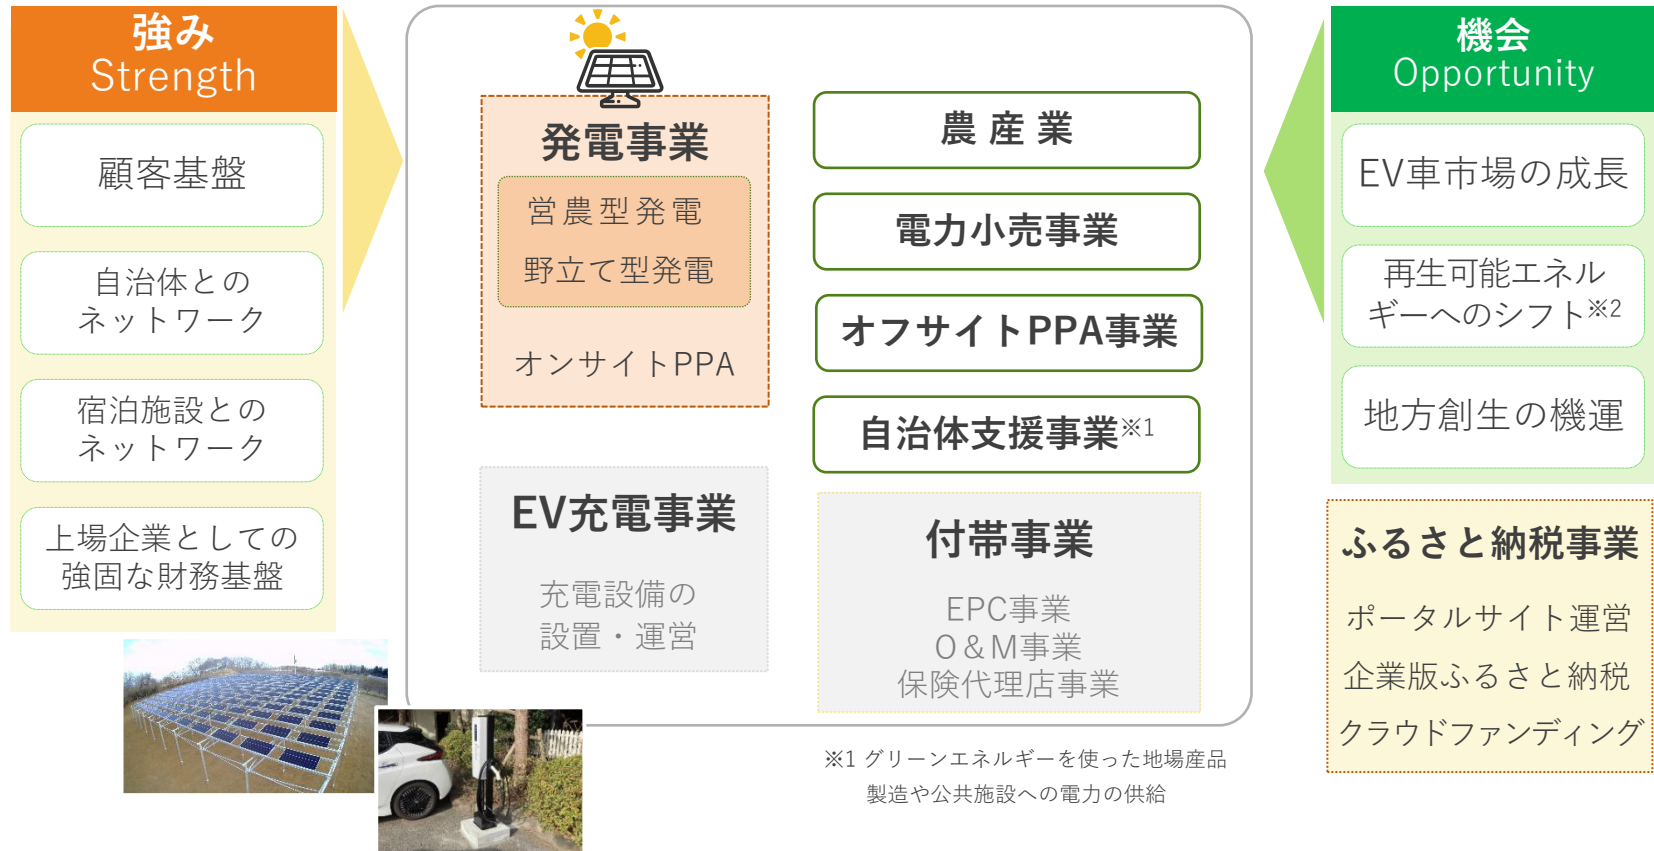 強み
Strength
顧客基盤
自治体との
ネットワーク
宿泊施設との
ネットワーク
上場企業としての
強固な財務基盤
発電事業
営農型発電
野立て型発電
オンサイトPPA
EV充電事業
充電設備の
設置・運営
農産業
電力小売事業
オフサイトPPA事業
自治体支援事業※1
付帯事業
EPC事業
O&M事業
保険代理店事業
※1 グリーンエネルギーを使った地場産品
製造や公共施設への電力の供給
機会
Opportunity
EV車市場の成長
再生可能エネル
ギーへのシフト※2
地方創生の機運
ふるさと納税事業
ポータルサイト運営
企業版ふるさと納税
クラウドファンディング